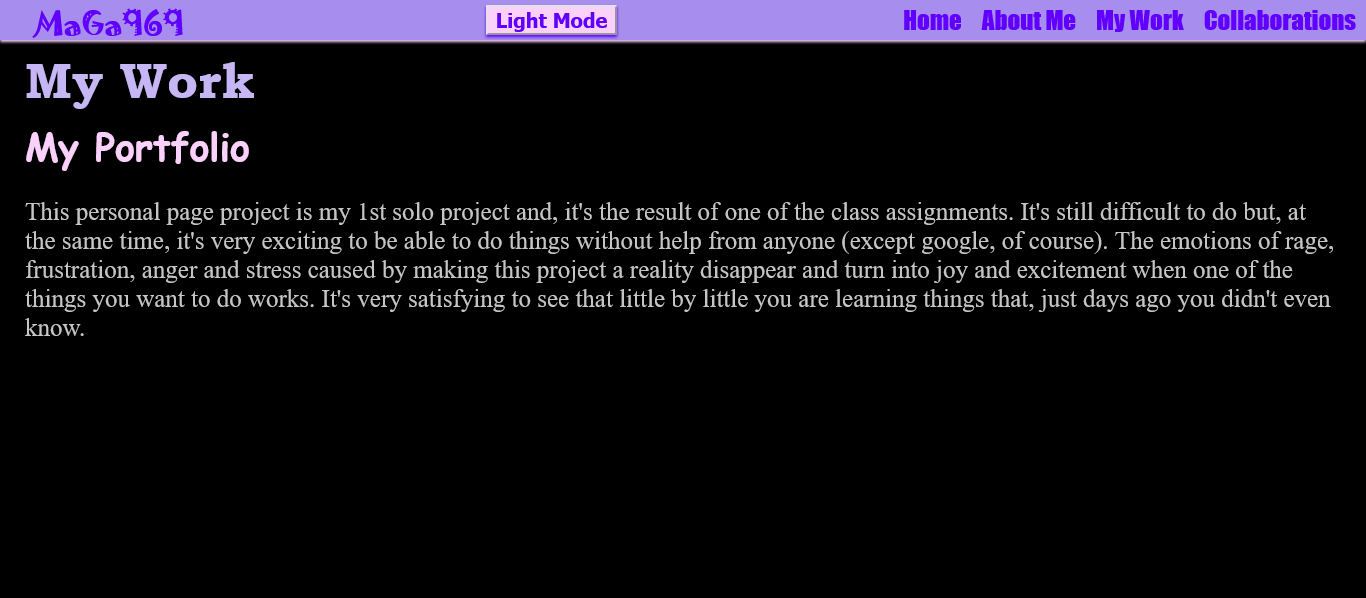 MaGa969
Light Mode
Home About Me My Work Collaborations
My Work
My Portfolio
This personal page project is my 1st solo project and, it's the result of one of the class assignments. It's still difficult to do but, at
the same time, it's very exciting to be able to do things without help from anyone (except google, of course). The emotions of rage,
frustration, anger and stress caused by making this project a reality disappear and turn into joy and excitement when one of the
things you want to do works. It's very satisfying to see that little by little you are learning things that, just days ago you didn't even
know.